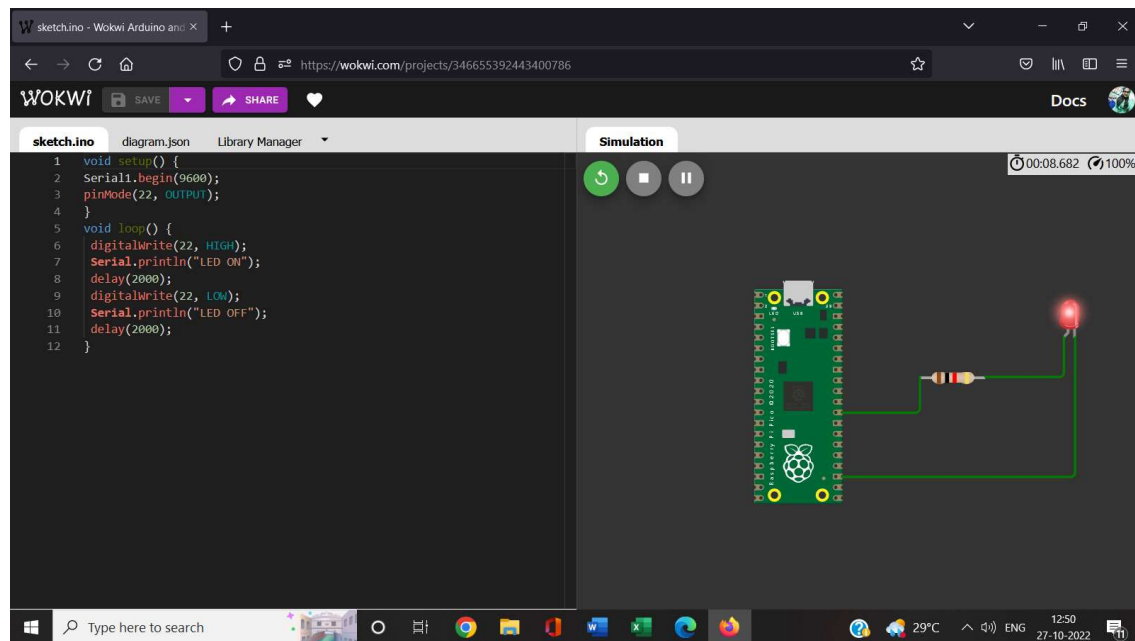 sketch.ino - Wokwi Arduino and
https://wokwi.com/projects/346655392443400786
WOKWi SAVE SHARE Docs
sketch.ino diagram.json Library Manager Simulation
1 void setup() {
2 Serial1.begin(9600);
3 pinMode(22, OUTPUT);
4 }
5 void loop() {
6 digitalWrite(22, HIGH);
7 Serial.println("LED ON");
8 delay(2000);
9 digitalWrite(22, LOW);
10 Serial.println("LED OFF");
11 delay(2000);
12 }
00:08.682 100%
LED USB
BOOTSEL
Raspberry Pi Pico ©2020
Type here to search
29°C ENG
12:50
27-10-2022
11